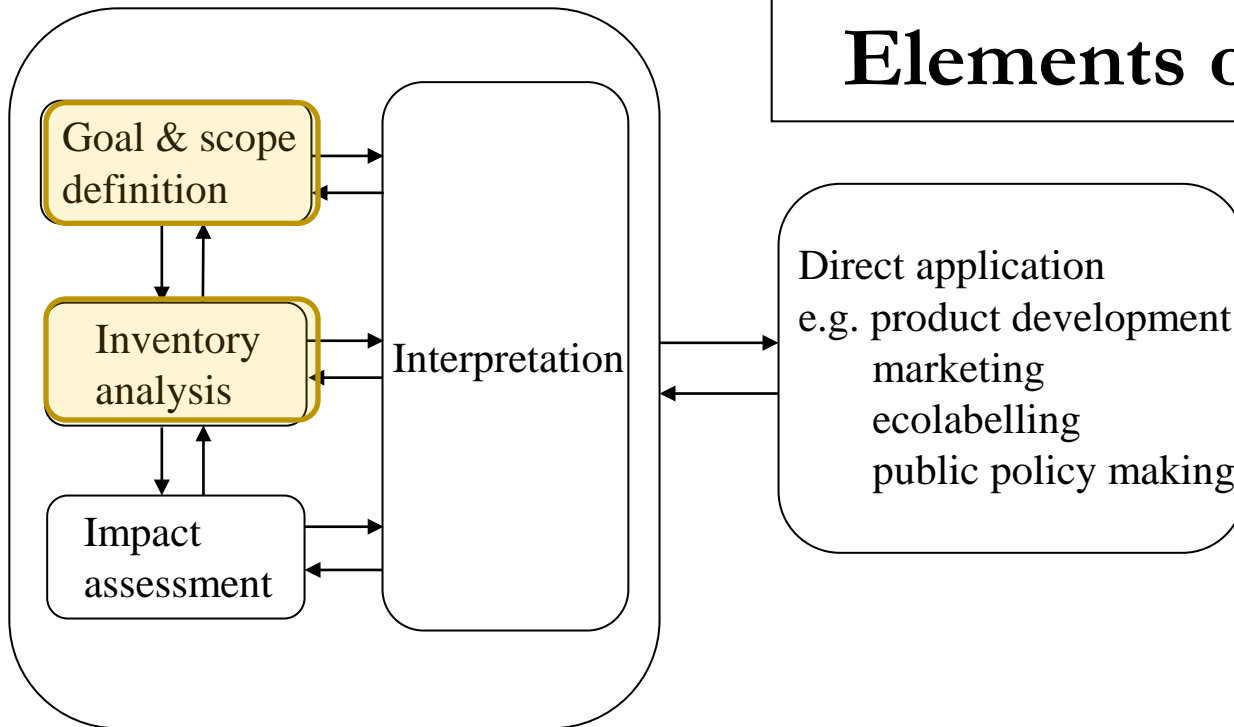 Elements
Goal & scope
definition
Inventory
analysis
Impact
assessment
Interpretation
Direct application
e.g. product development
marketing
ecolabelling
public policy making